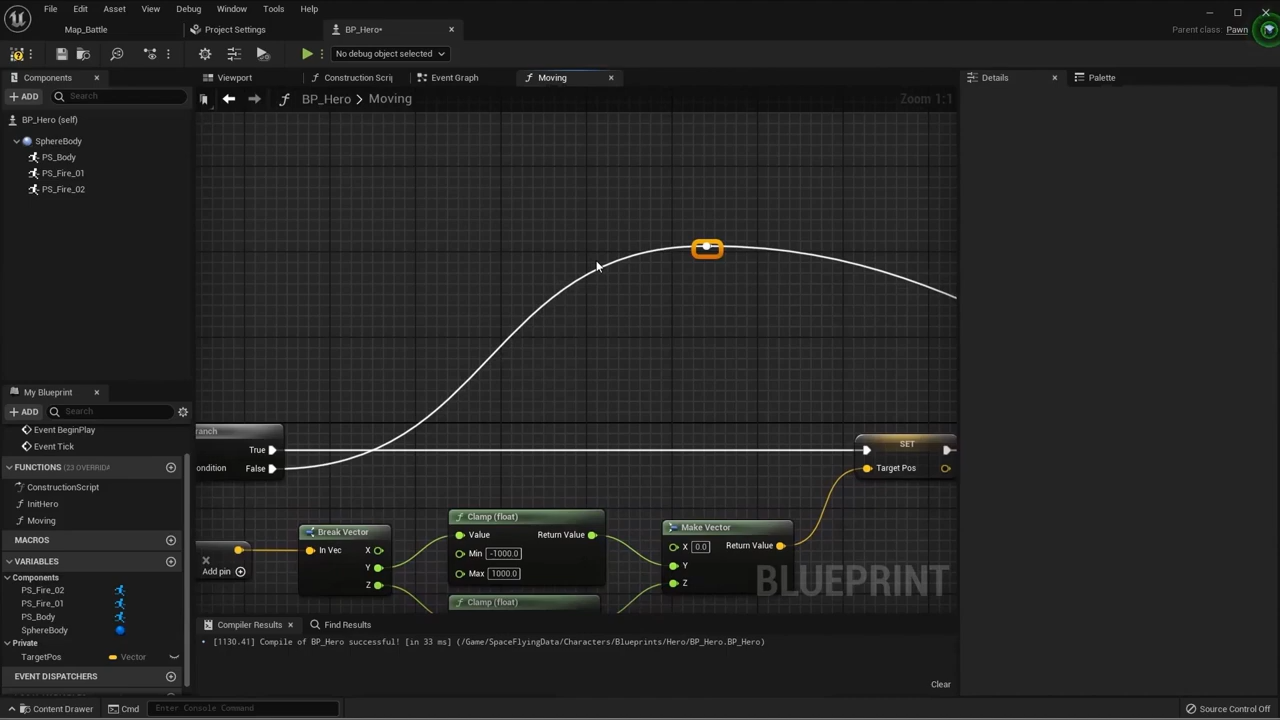 File Edit Asset View Debug Window Tools Help
Map_Battle
Project Settings
BP_Hero•
Parent class: Pawn
No debug object selected
Components
Viewport
Construction Scrip
Event Graph
Moving
Details
Palette
ADD
Search
BP_Hero > Moving
Zoom 1:1
BP_Hero (self)
SphereBody
PS_Body
PS_Fire_01
PS_Fire_02
My Blueprint
ADD
Search
Event BeginPlay
Event Tick
FUNCTIONS (23 OVERRIDA
ConstructionScript
InitHero
Moving
MACROS
VARIABLES
Components
PS_Fire_02
PS_Fire_01
PS_Body
SphereBody
Private
TargetPos
Vector
EVENT DISPATCHERS
ranch
True
ondition
False
SET
Target Pos
Add pin
Break Vector
In Vec
X
Y
Z
Clamp (float)
Value
Return Value
Min -1000.0
Max 1000.0
Clamp (float)
Make Vector
X 0.0
Return Value
Y
Z
BLUEPRINT
Compiler Results
Find Results
[1130.41] Compile of BP_Hero successful! [in 33 ms] (/Game/SpaceFlyingData/Characters/Blueprints/Hero/BP_Hero.BP_Hero)
Clear
Content Drawer
Cmd
Enter Console Command
Source Control Off